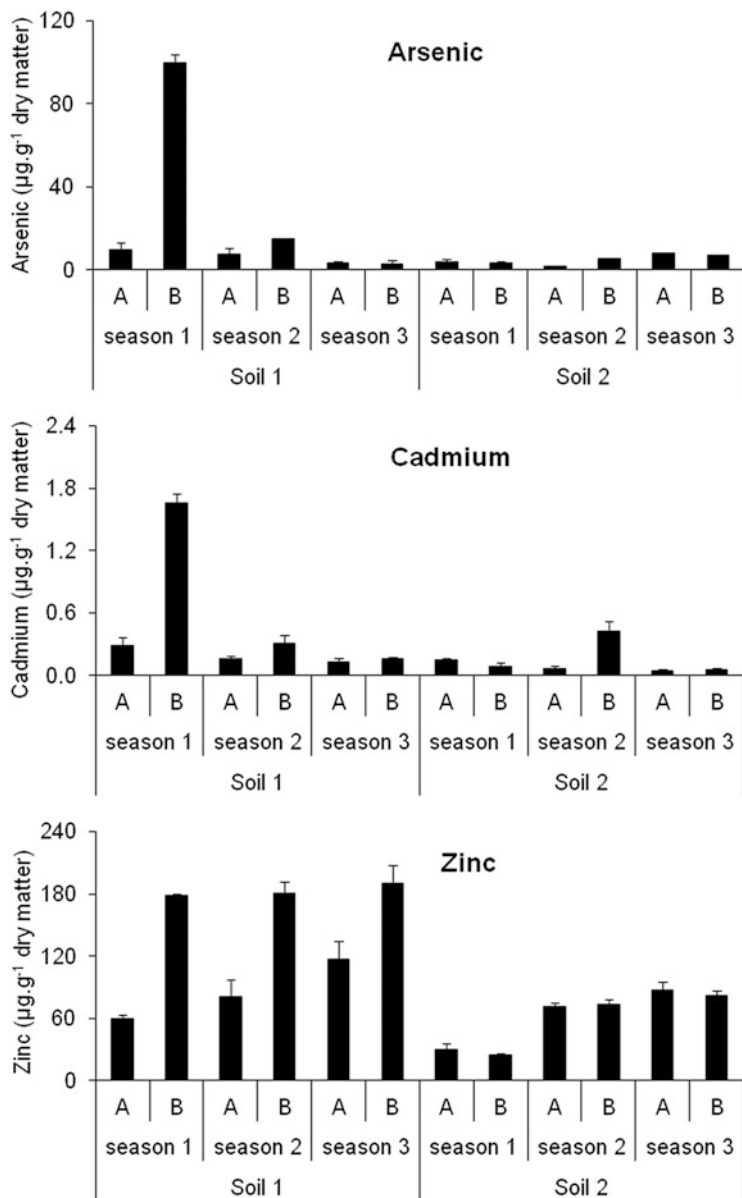 Arsenic
Arsenic (µg.g⁻¹ dry matter)
120
80
40
0
A B A B A B A B A B A B
season 1 season 2 season 3 season 1 season 2 season 3
Soil 1 Soil 2
Cadmium
Cadmium (µg.g⁻¹ dry matter)
2.4
1.8
1.2
0.6
0.0
A B A B A B A B A B A B
season 1 season 2 season 3 season 1 season 2 season 3
Soil 1 Soil 2
Zinc
Zinc (µg.g⁻¹ dry matter)
240
180
120
60
0
A B A B A B A B A B A B
season 1 season 2 season 3 season 1 season 2 season 3
Soil 1 Soil 2